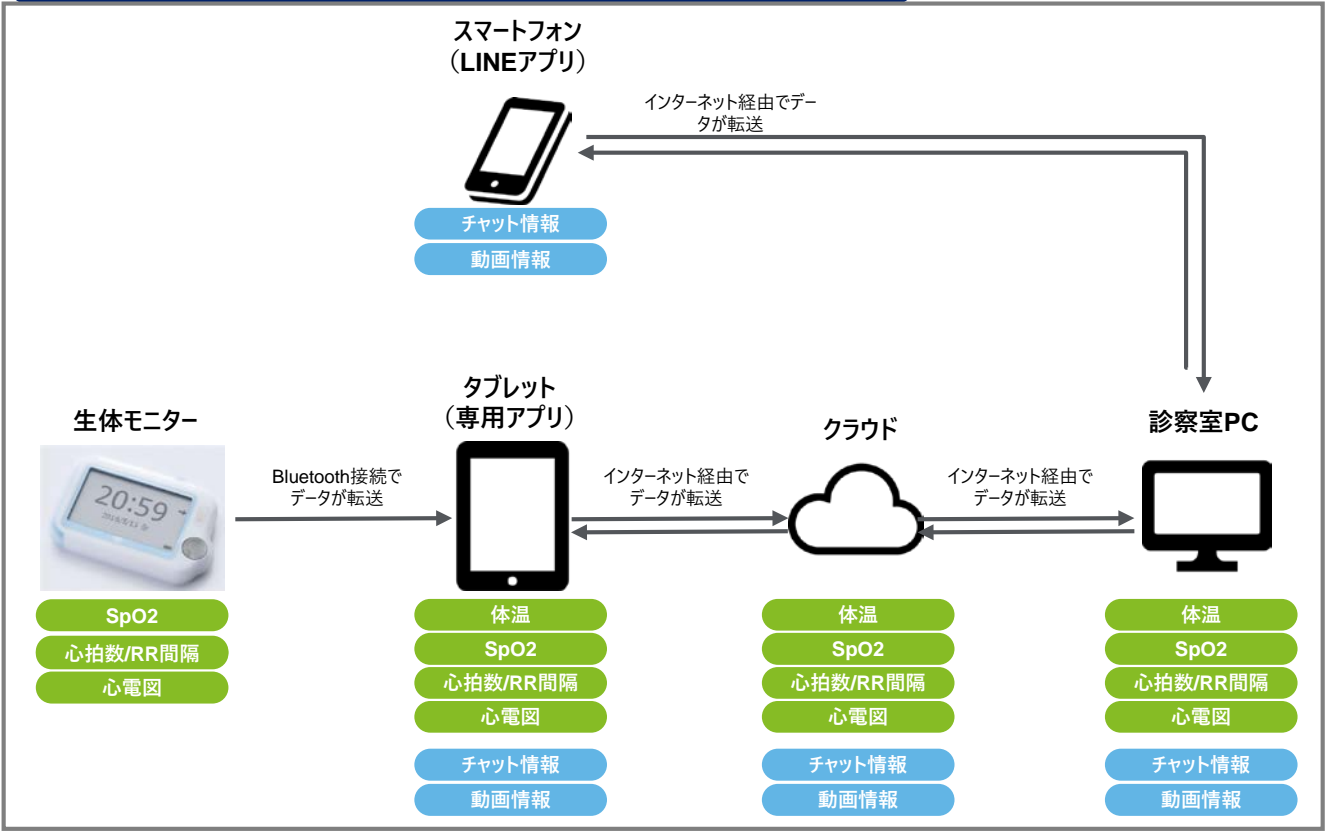 スマートフォン
（LINEアプリ）
インターネット経由でデー
タが転送
チャット情報
動画情報
生体モニター
20:59
Bluetooth接続で
データが転送
SpO2
心拍数/RR間隔
心電図
タブレット
（専用アプリ）
インターネット経由で
データが転送
体温
SpO2
心拍数/RR間隔
心電図
チャット情報
動画情報
クラウド
インターネット経由で
データが転送
体温
SpO2
心拍数/RR間隔
心電図
チャット情報
動画情報
診察室PC
体温
SpO2
心拍数/RR間隔
心電図
チャット情報
動画情報